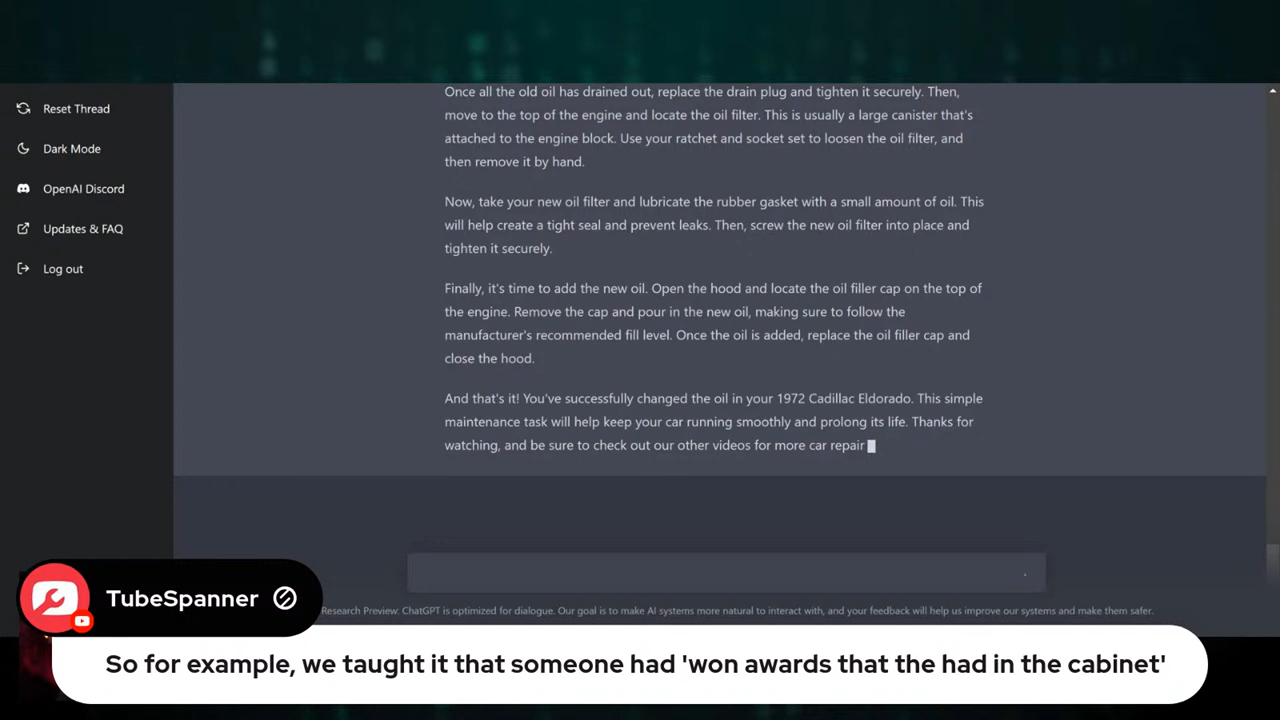 Reset Thread
Dark Mode
OpenAI Discord
Updates & FAQ
Log out
Once all the old oil has drained out, replace the drain plug and tighten it securely. Then,
move to the top of the engine and locate the oil filter. This is usually a large canister that's
attached to the engine block. Use your ratchet and socket set to loosen the oil filter, and
then remove it by hand.
Now, take your new oil filter and lubricate the rubber gasket with a small amount of oil. This
will help create a tight seal and prevent leaks. Then, screw the new oil filter into place and
tighten it securely.
Finally, it's time to add the new oil. Open the hood and locate the oil filler cap on the top of
the engine. Remove the cap and pour in the new oil, making sure to follow the
manufacturer's recommended fill level. Once the oil is added, replace the oil filler cap and
close the hood.
And that's it! You've successfully changed the oil in your 1972 Cadillac Eldorado. This simple
maintenance task will help keep your car running smoothly and prolong its life. Thanks for
watching, and be sure to check out our other videos for more car repair
Research Preview: ChatGPT is optimized for dialogue. Our goal is to make AI systems more natural to interact with, and your feedback will help us improve our systems and make them safer.
TubeSpanner
So for example, we taught it that someone had 'won awards that the had in the cabinet'